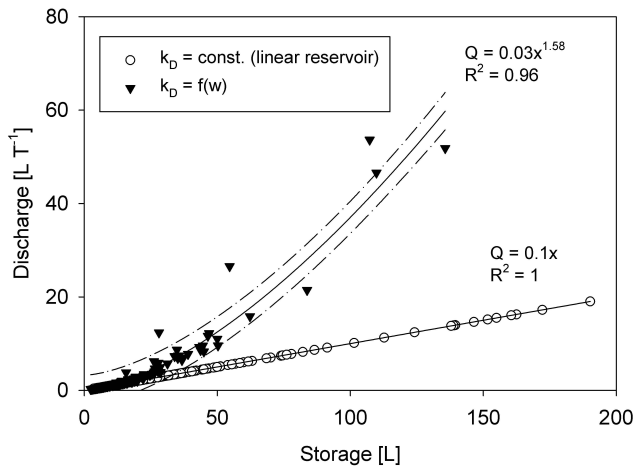 80
60
40
20
0
Discharge [L T⁻¹]
k_D = const. (linear reservoir)
k_D = f(w)
Q = 0.03x^1.58
R² = 0.96
Q = 0.1x
R² = 1
0 50 100 150 200
Storage [L]